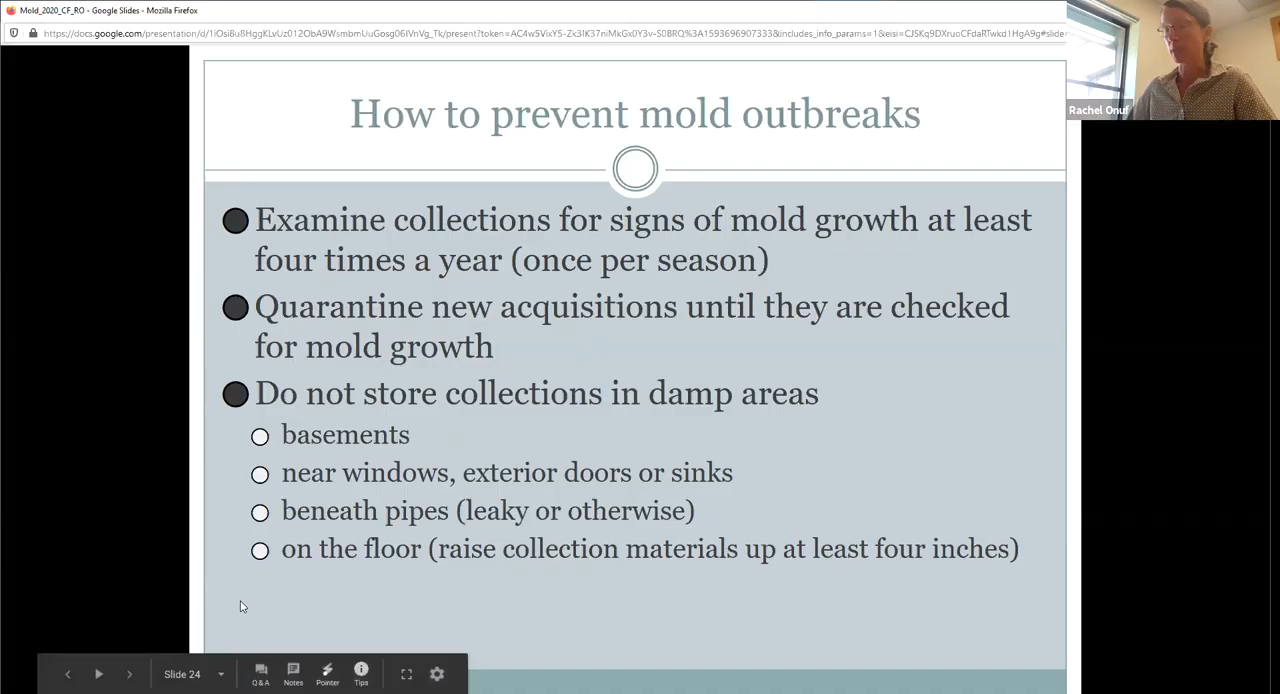 Mold_2020_CF_RO - Google Slides - Mozilla Firefox
Rachel Onuf
How to prevent mold outbreaks
Examine collections for signs of mold growth at least
four times a year (once per season)
Quarantine new acquisitions until they are checked
for mold growth
Do not store collections in damp areas
basements
near windows, exterior doors or sinks
beneath pipes (leaky or otherwise)
on the floor (raise collection materials up at least four inches)
Slide 24
Q&A
Notes
Pointer
Tips